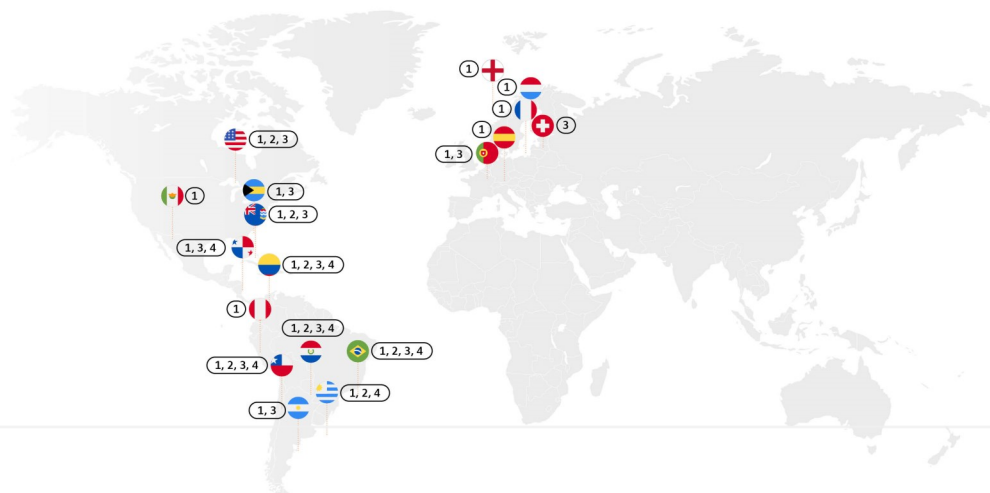 1
1
1
3
1
1, 3
1, 2, 3
1
1, 3
1, 2, 3
1, 3, 4
1, 2, 3, 4
1
1, 2, 3, 4
1, 2, 3, 4
1, 2, 3, 4
1, 2, 4
1, 3